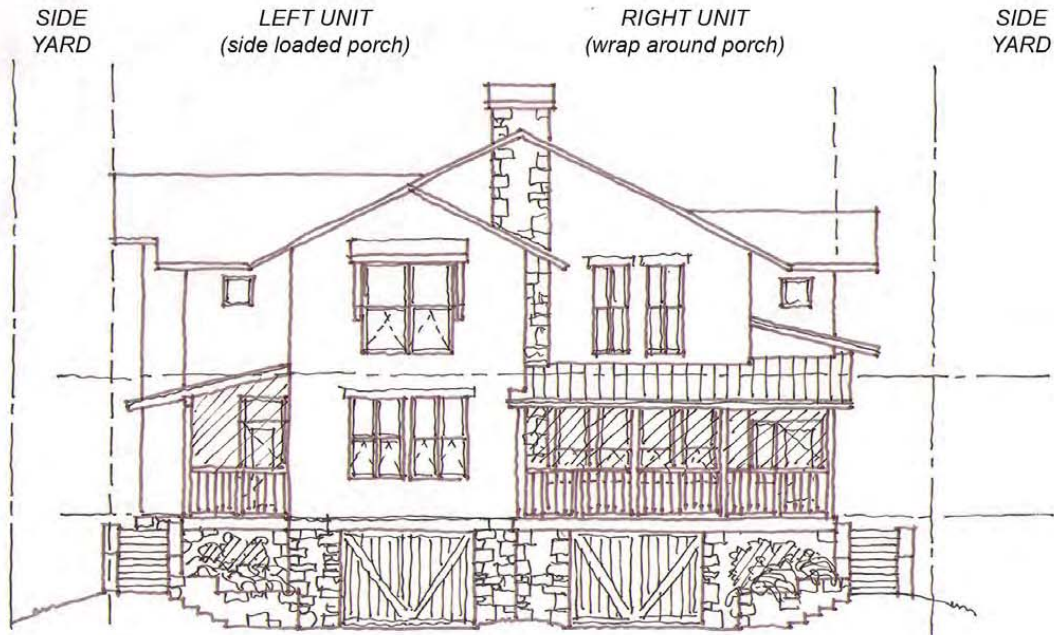 SIDE
YARD
LEFT UNIT
(side loaded porch)
RIGHT UNIT
(wrap around porch)
SIDE
YARD